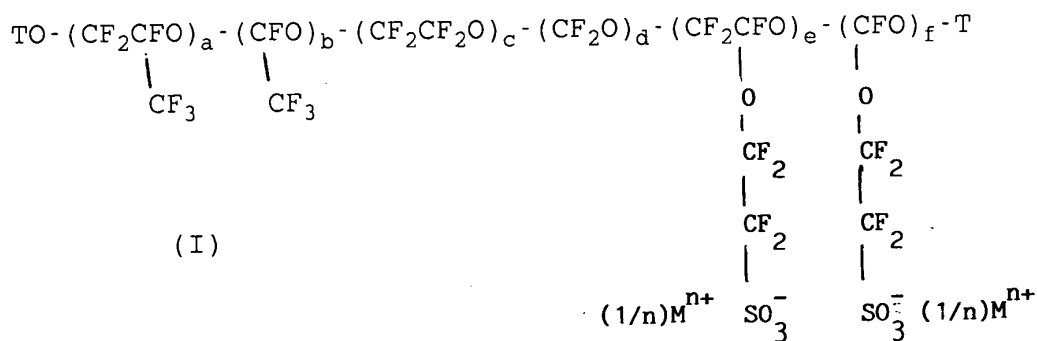 TO-(CF₂CFO)a-(CFO)b-(CF₂CF₂O)c-(CF₂O)d-(CF₂CFO)e-(CFO)f-T
CF₃ CF₃ O O
CF₂ CF₂
(I) CF₂ CF₂
(1/n)Mⁿ⁺ SO₃⁻ SO₃⁻ (1/n)Mⁿ⁺